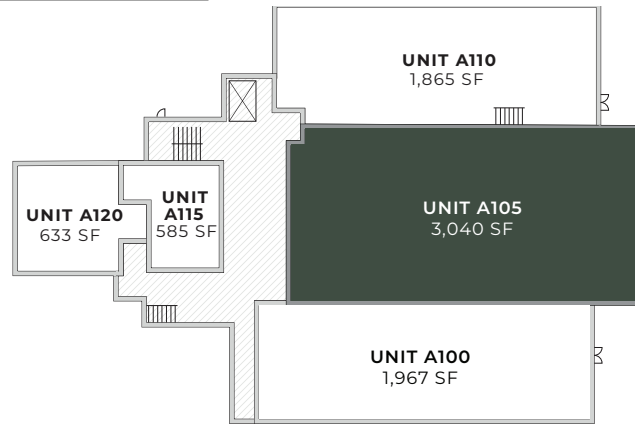 UNIT A110
1,865 SF
UNIT A105
3,040 SF
UNIT
A115
585 SF
UNIT A120
633 SF
UNIT A100
1,967 SF